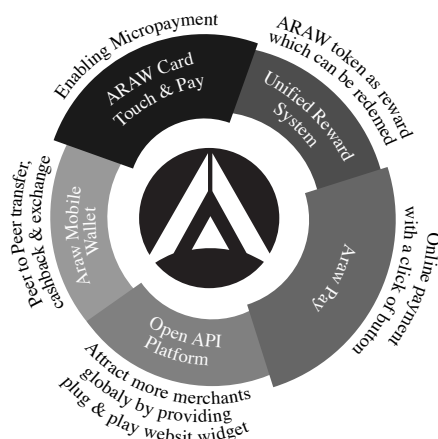 Enabling Micropayment
ARAW Card
Touch & Pay
ARAW token as reward
which can be redemed
Unified Reward
System
Online payment
with a click of button
Araw Pay
Attract more merchants
globaly by providing
plug & play websit widget
Open API
Platform
Peer to Peer transfer,
cashback & exchange
Araw Mobile
Wallet